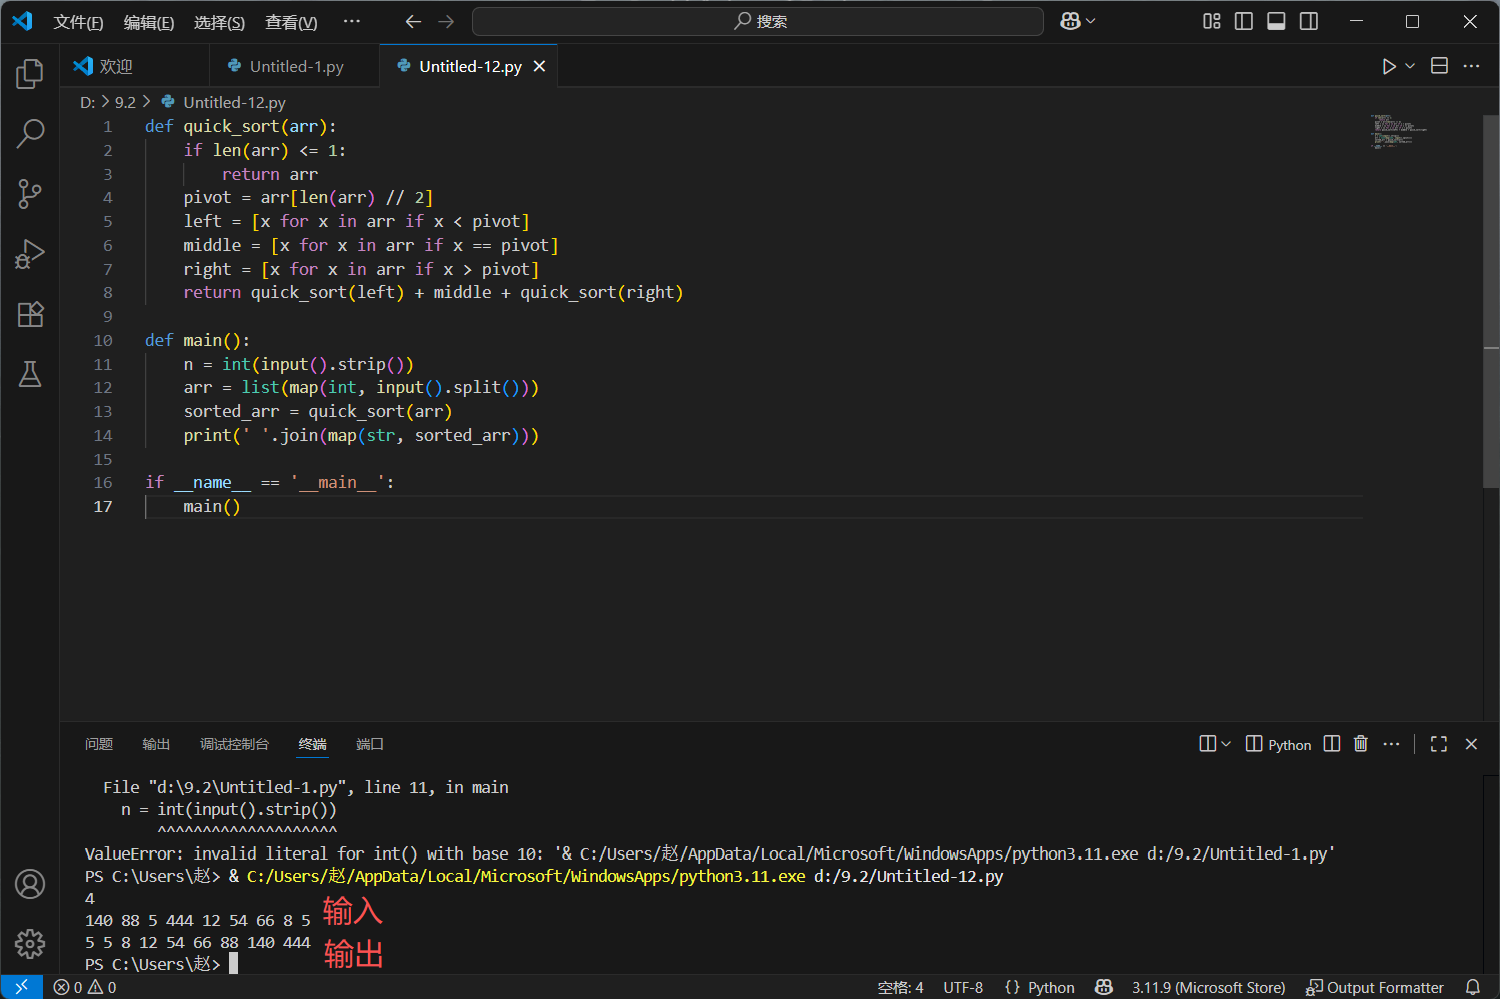 文件(F) 编辑(E) 选择(S) 查看(V) ··· 搜索
欢迎 Untitled-1.py Untitled-12.py
D: > 9.2 > Untitled-12.py
1 def quick_sort(arr):
2 if len(arr) <= 1:
3 return arr
4 pivot = arr[len(arr) // 2]
5 left = [x for x in arr if x < pivot]
6 middle = [x for x in arr if x == pivot]
7 right = [x for x in arr if x > pivot]
8 return quick_sort(left) + middle + quick_sort(right)
9
10 def main():
11 n = int(input().strip())
12 arr = list(map(int, input().split()))
13 sorted_arr = quick_sort(arr)
14 print(' '.join(map(str, sorted_arr)))
15
16 if __name__ == '__main__':
17 main()
问题 输出 调试控制台 终端 端口 Python
File "d:\9.2\Untitled-1.py", line 11, in main
n = int(input().strip())
^^^^^^^^^^^^^^^^^^^^
ValueError: invalid literal for int() with base 10: '& C:/Users/赵/AppData/Local/Microsoft/WindowsApps/python3.11.exe d:/9.2/Untitled-1.py'
PS C:\Users\赵> & C:/Users/赵/AppData/Local/Microsoft/WindowsApps/python3.11.exe d:/9.2/Untitled-12.py
4
140 88 5 444 12 54 66 8 5 输入
5 5 8 12 54 66 88 140 444 输出
PS C:\Users\赵>
0 0 空格: 4 UTF-8 {} Python 3.11.9 (Microsoft Store) Output Formatter